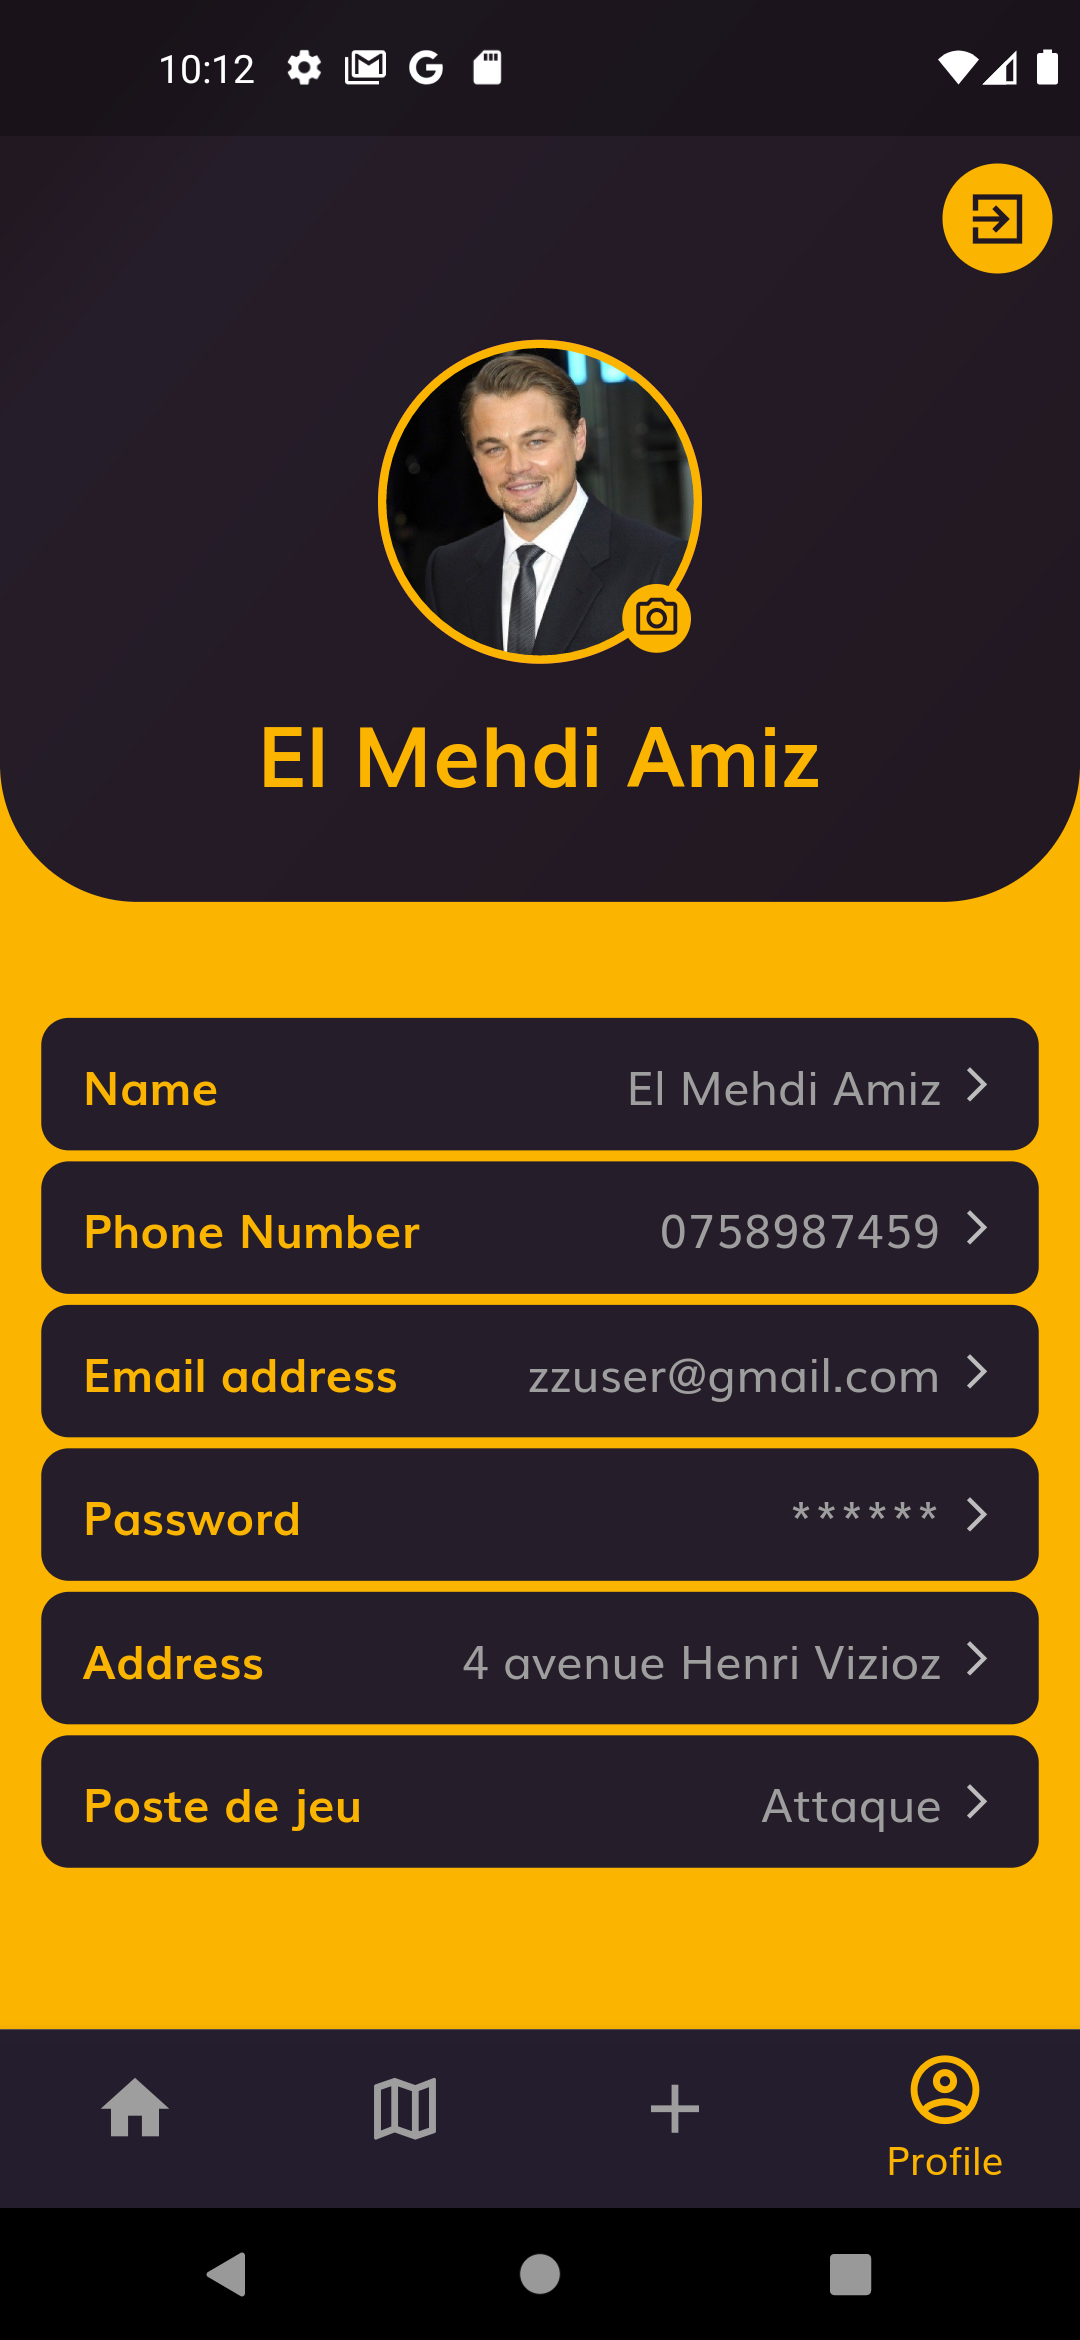 10:12
El Mehdi Amiz
Name El Mehdi Amiz
Phone Number 0758987459
Email address zzuser@gmail.com
Password ******
Address 4 avenue Henri Vizioz
Poste de jeu Attaque
Profile